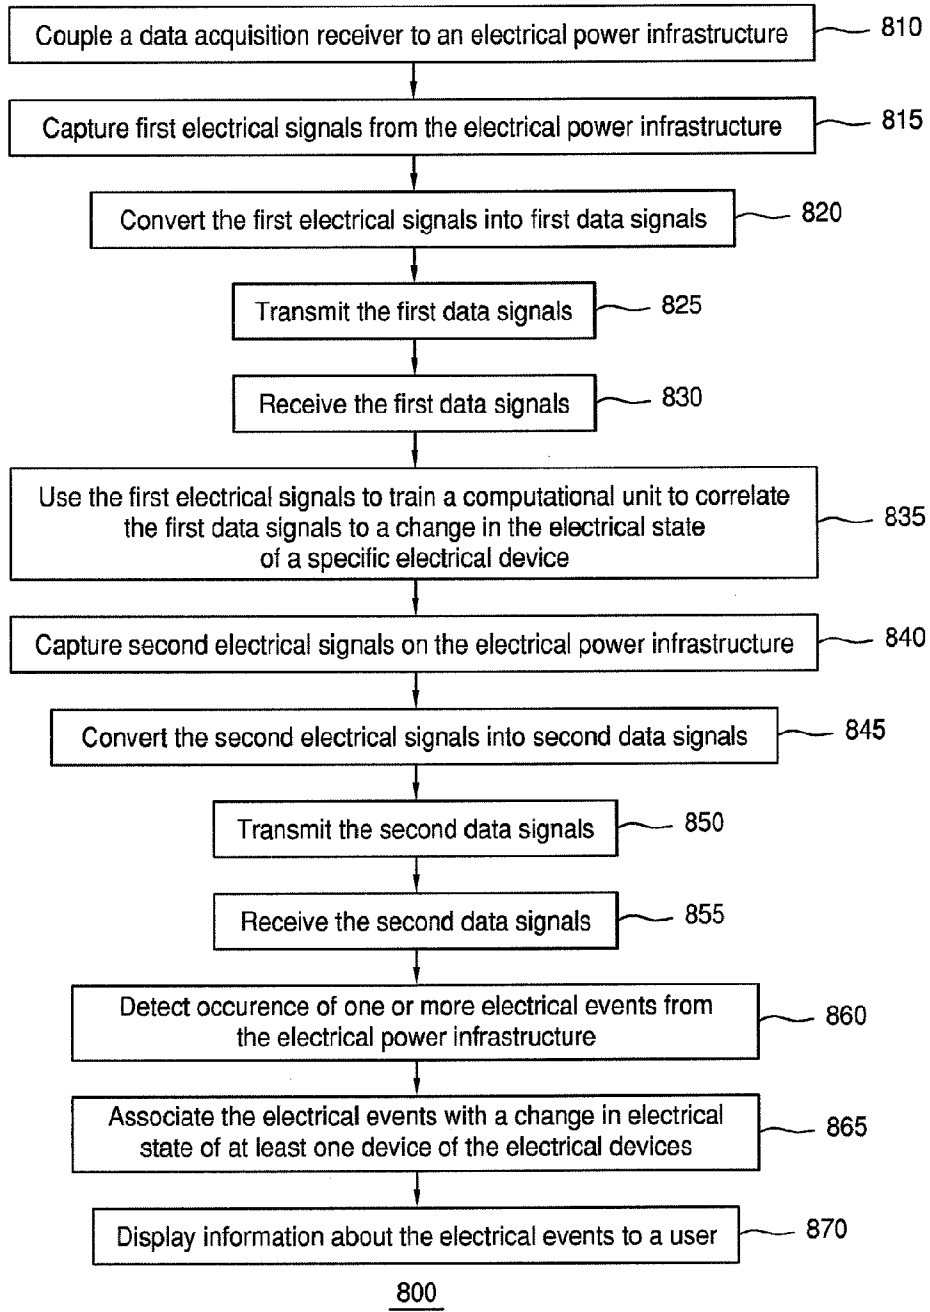 Couple a data acquisition receiver to an electrical power infrastructure
810
Capture first electrical signals from the electrical power infrastructure
815
Convert the first electrical signals into first data signals
820
Transmit the first data signals
825
Receive the first data signals
830
Use the first electrical signals to train a computational unit to correlate
the first data signals to a change in the electrical state
of a specific electrical device
835
Capture second electrical signals on the electrical power infrastructure
840
Convert the second electrical signals into second data signals
845
Transmit the second data signals
850
Receive the second data signals
855
Detect occurence of one or more electrical events from
the electrical power infrastructure
860
Associate the electrical events with a change in electrical
state of at least one device of the electrical devices
865
Display information about the electrical events to a user
870
800